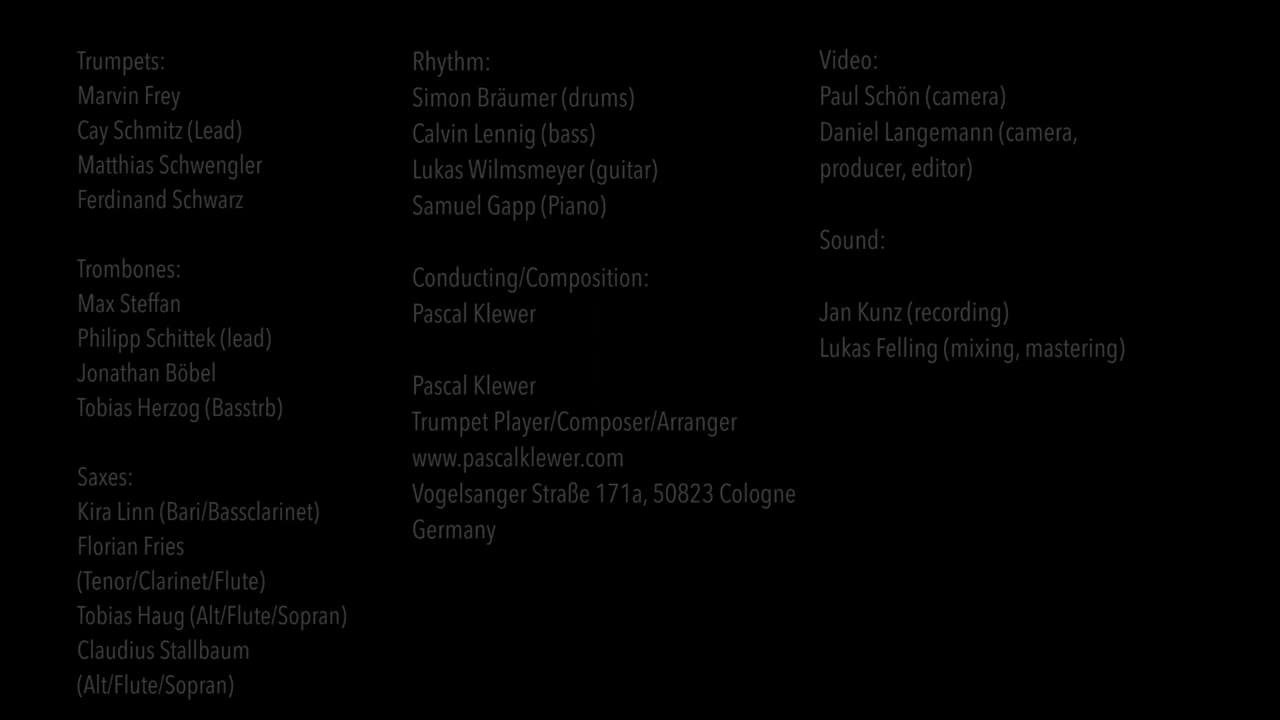 Trumpets:
Marvin Frey
Cay Schmitz (Lead)
Matthias Schwengler
Ferdinand Schwarz
Trombones:
Max Steffan
Philipp Schittek (lead)
Jonathan Böbel
Tobias Herzog (Basstrb)
Saxes:
Kira Linn (Bari/Bassclarinet)
Florian Fries
(Tenor/Clarinet/Flute)
Tobias Haug (Alt/Flute/Sopran)
Claudius Stallbaum
(Alt/Flute/Sopran)
Rhythm:
Simon Bräumer (drums)
Calvin Lennig (bass)
Lukas Wilmsmeyer (guitar)
Samuel Gapp (Piano)
Conducting/Composition:
Pascal Klewer
Pascal Klewer
Trumpet Player/Composer/Arranger
www.pascalklewer.com
Vogelsanger Straße 171a, 50823 Cologne
Germany
Video:
Paul Schön (camera)
Daniel Langemann (camera,
producer, editor)
Sound:
Jan Kunz (recording)
Lukas Felling (mixing, mastering)